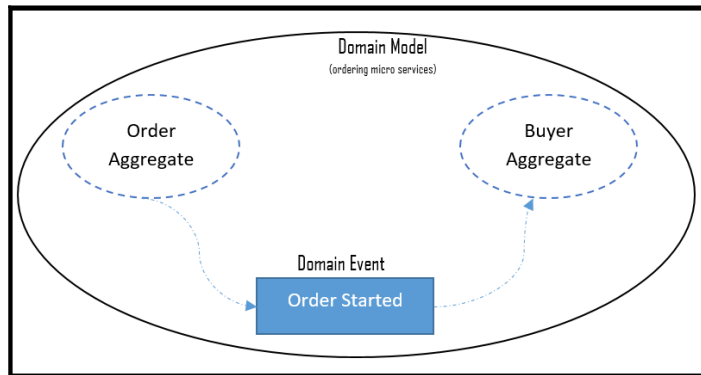 Domain Model
(ordering micro services)
Order
Aggregate
Buyer
Aggregate
Domain Event
Order Started